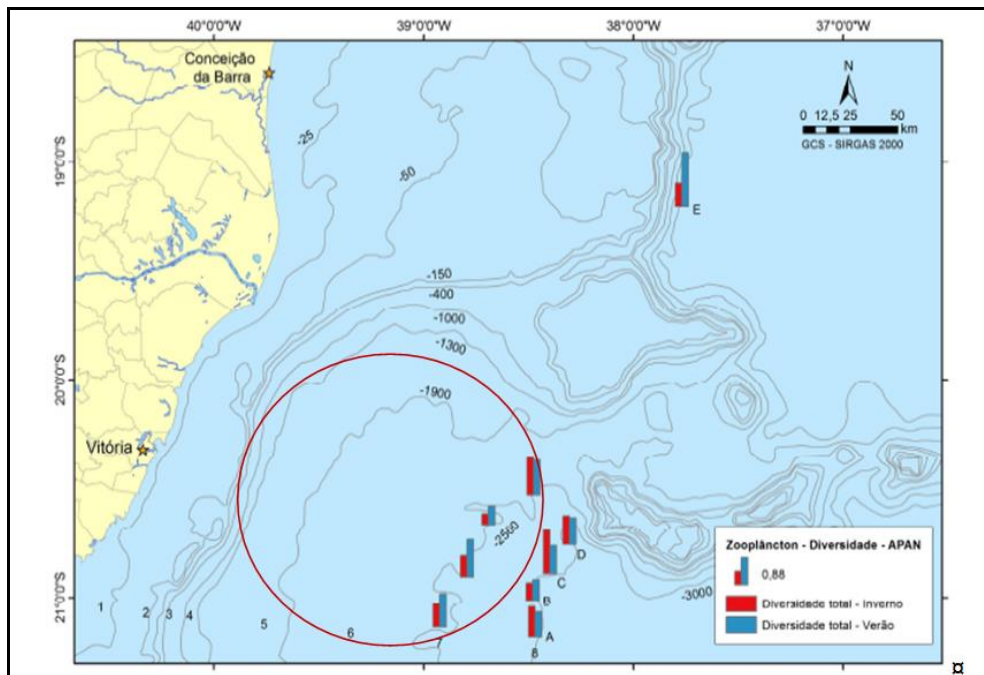 40°0'0"W 39°0'0"W 38°0'0"W 37°0'0"W
Conceição
da Barra
N
0 12,5 25 50
km
GCS - SIRGAS 2000
-25
-50
19°0'0"S
E
-150
-400
-1000
-1300
20°0'0"S
-1900
Vitória
-2500
D
C
B
A
-3000
21°0'0"S
1 2 3 4 5 6 7 8
Zooplâncton - Diversidade - APAN
0,88
Diversidade total - Inverno
Diversidade total - Verão
¤